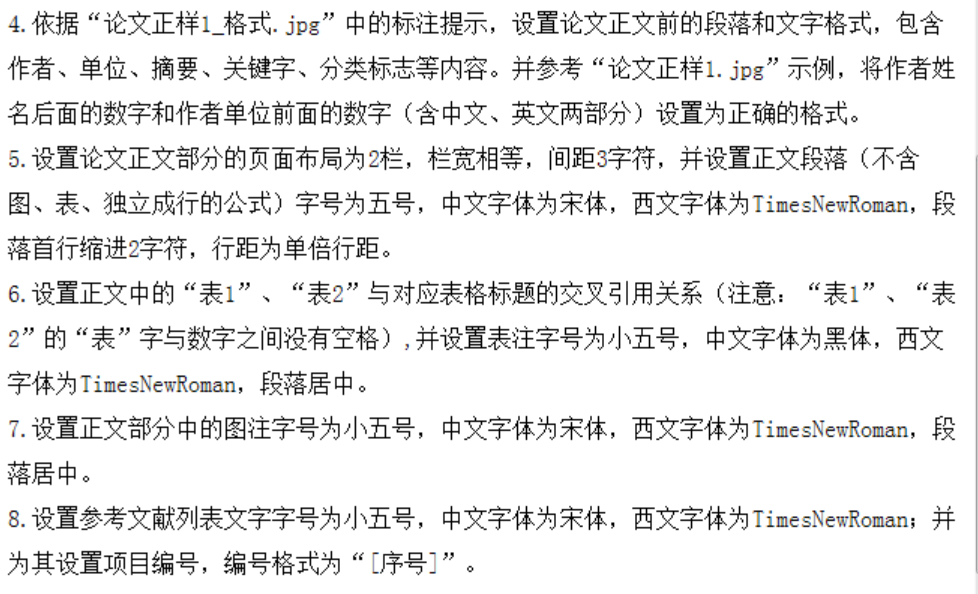 4.依据“论文正样1_格式.jpg”中的标注提示，设置论文正文前的段落和文字格式，包含
作者、单位、摘要、关键字、分类标志等内容。并参考“论文正样1.jpg”示例，将作者姓
名后面的数字和作者单位前面的数字（含中文、英文两部分）设置为正确的格式。
5.设置论文正文部分的页面布局为2栏，栏宽相等，间距3字符，并设置正文段落（不含
图、表、独立成行的公式）字号为五号，中文字体为宋体，西文字体为TimesNewRoman，段
落首行缩进2字符，行距为单倍行距。
6.设置正文中的“表1”、“表2”与对应表格标题的交叉引用关系（注意：“表1”、“表
2”的“表”字与数字之间没有空格）,并设置表注字号为小五号，中文字体为黑体，西文
字体为TimesNewRoman，段落居中。
7.设置正文部分中的图注字号为小五号，中文字体为宋体，西文字体为TimesNewRoman，段
落居中。
8.设置参考文献列表文字字号为小五号，中文字体为宋体，西文字体为TimesNewRoman；并
为其设置项目编号，编号格式为“[序号]”。